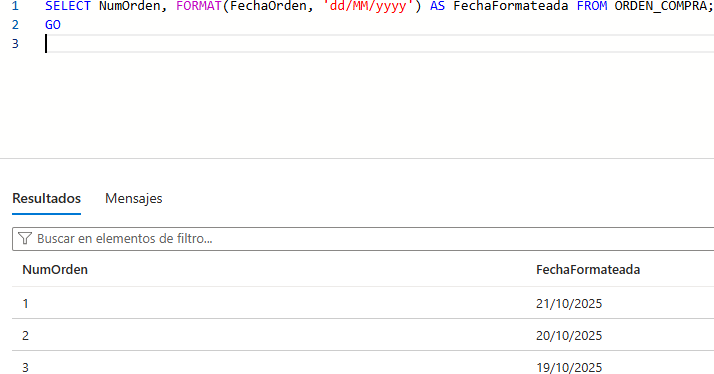 1 SELECT NumOrden, FORMAT(FechaOrden, 'dd/MM/yyyy') AS FechaFormateada FROM ORDEN_COMPRA;
2 GO
3
Resultados Mensajes
Buscar en elementos de filtro...
NumOrden FechaFormateada
1 21/10/2025
2 20/10/2025
3 19/10/2025